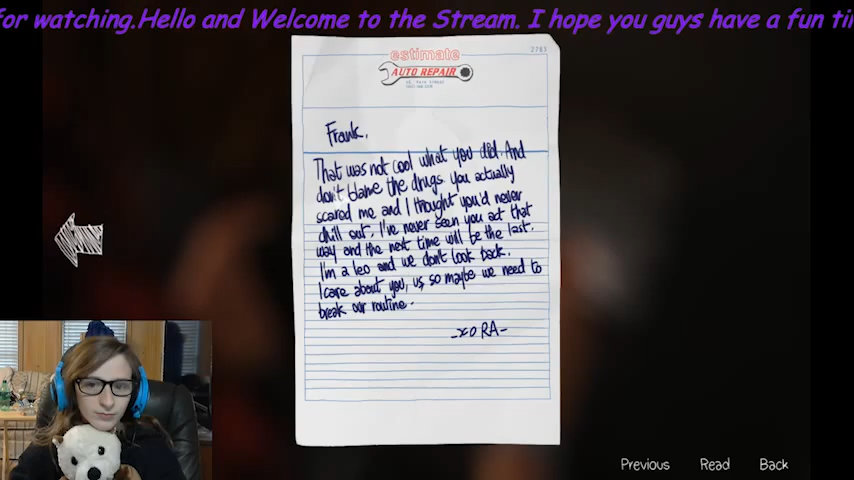 for watching.Hello and Welcome to the Stream. I hope you guys have a fun ti
estimate
2783
AUTO REPAIR
Frank,
That was not cool what you did. And
don't blame the drugs. You actually
scared me and I thought you'd never
chill out. I've never seen you act that
way and the next time will be the last.
I'm a leo and we don't look back.
I care about you, us, so maybe we need to
break our routine.
-xo RA-
Previous Read Back